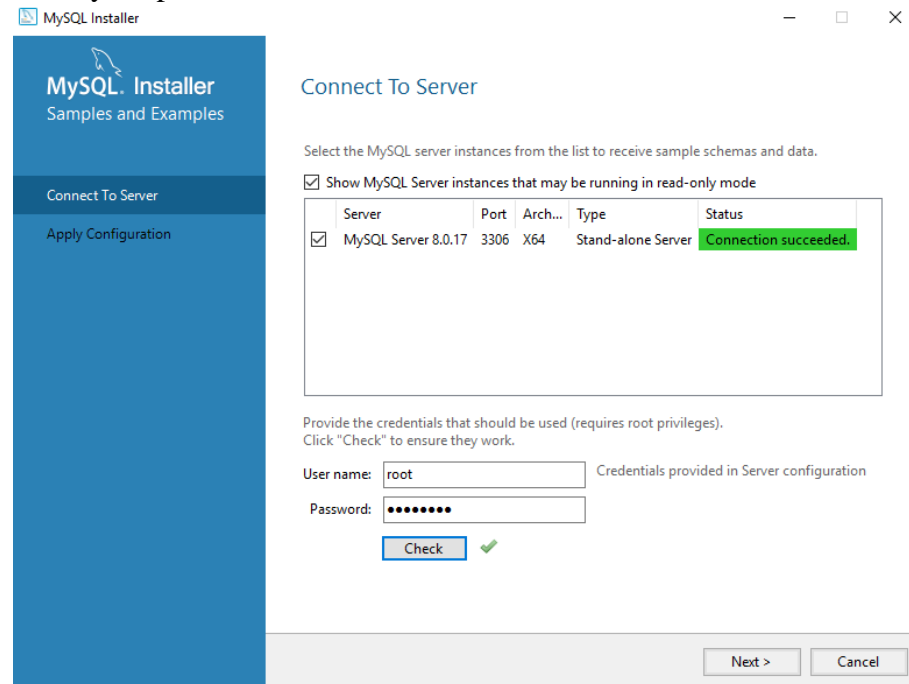 MySQL Installer
MySQL. Installer
Samples and Examples
Connect To Server
Apply Configuration
Connect To Server
Select the MySQL server instances from the list to receive sample schemas and data.
Show MySQL Server instances that may be running in read-only mode
Server Port Arch... Type Status
MySQL Server 8.0.17 3306 X64 Stand-alone Server Connection succeeded.
Provide the credentials that should be used (requires root privileges).
Click "Check" to ensure they work.
User name: root Credentials provided in Server configuration
Password: ●●●●●●●●
Check
Next > Cancel